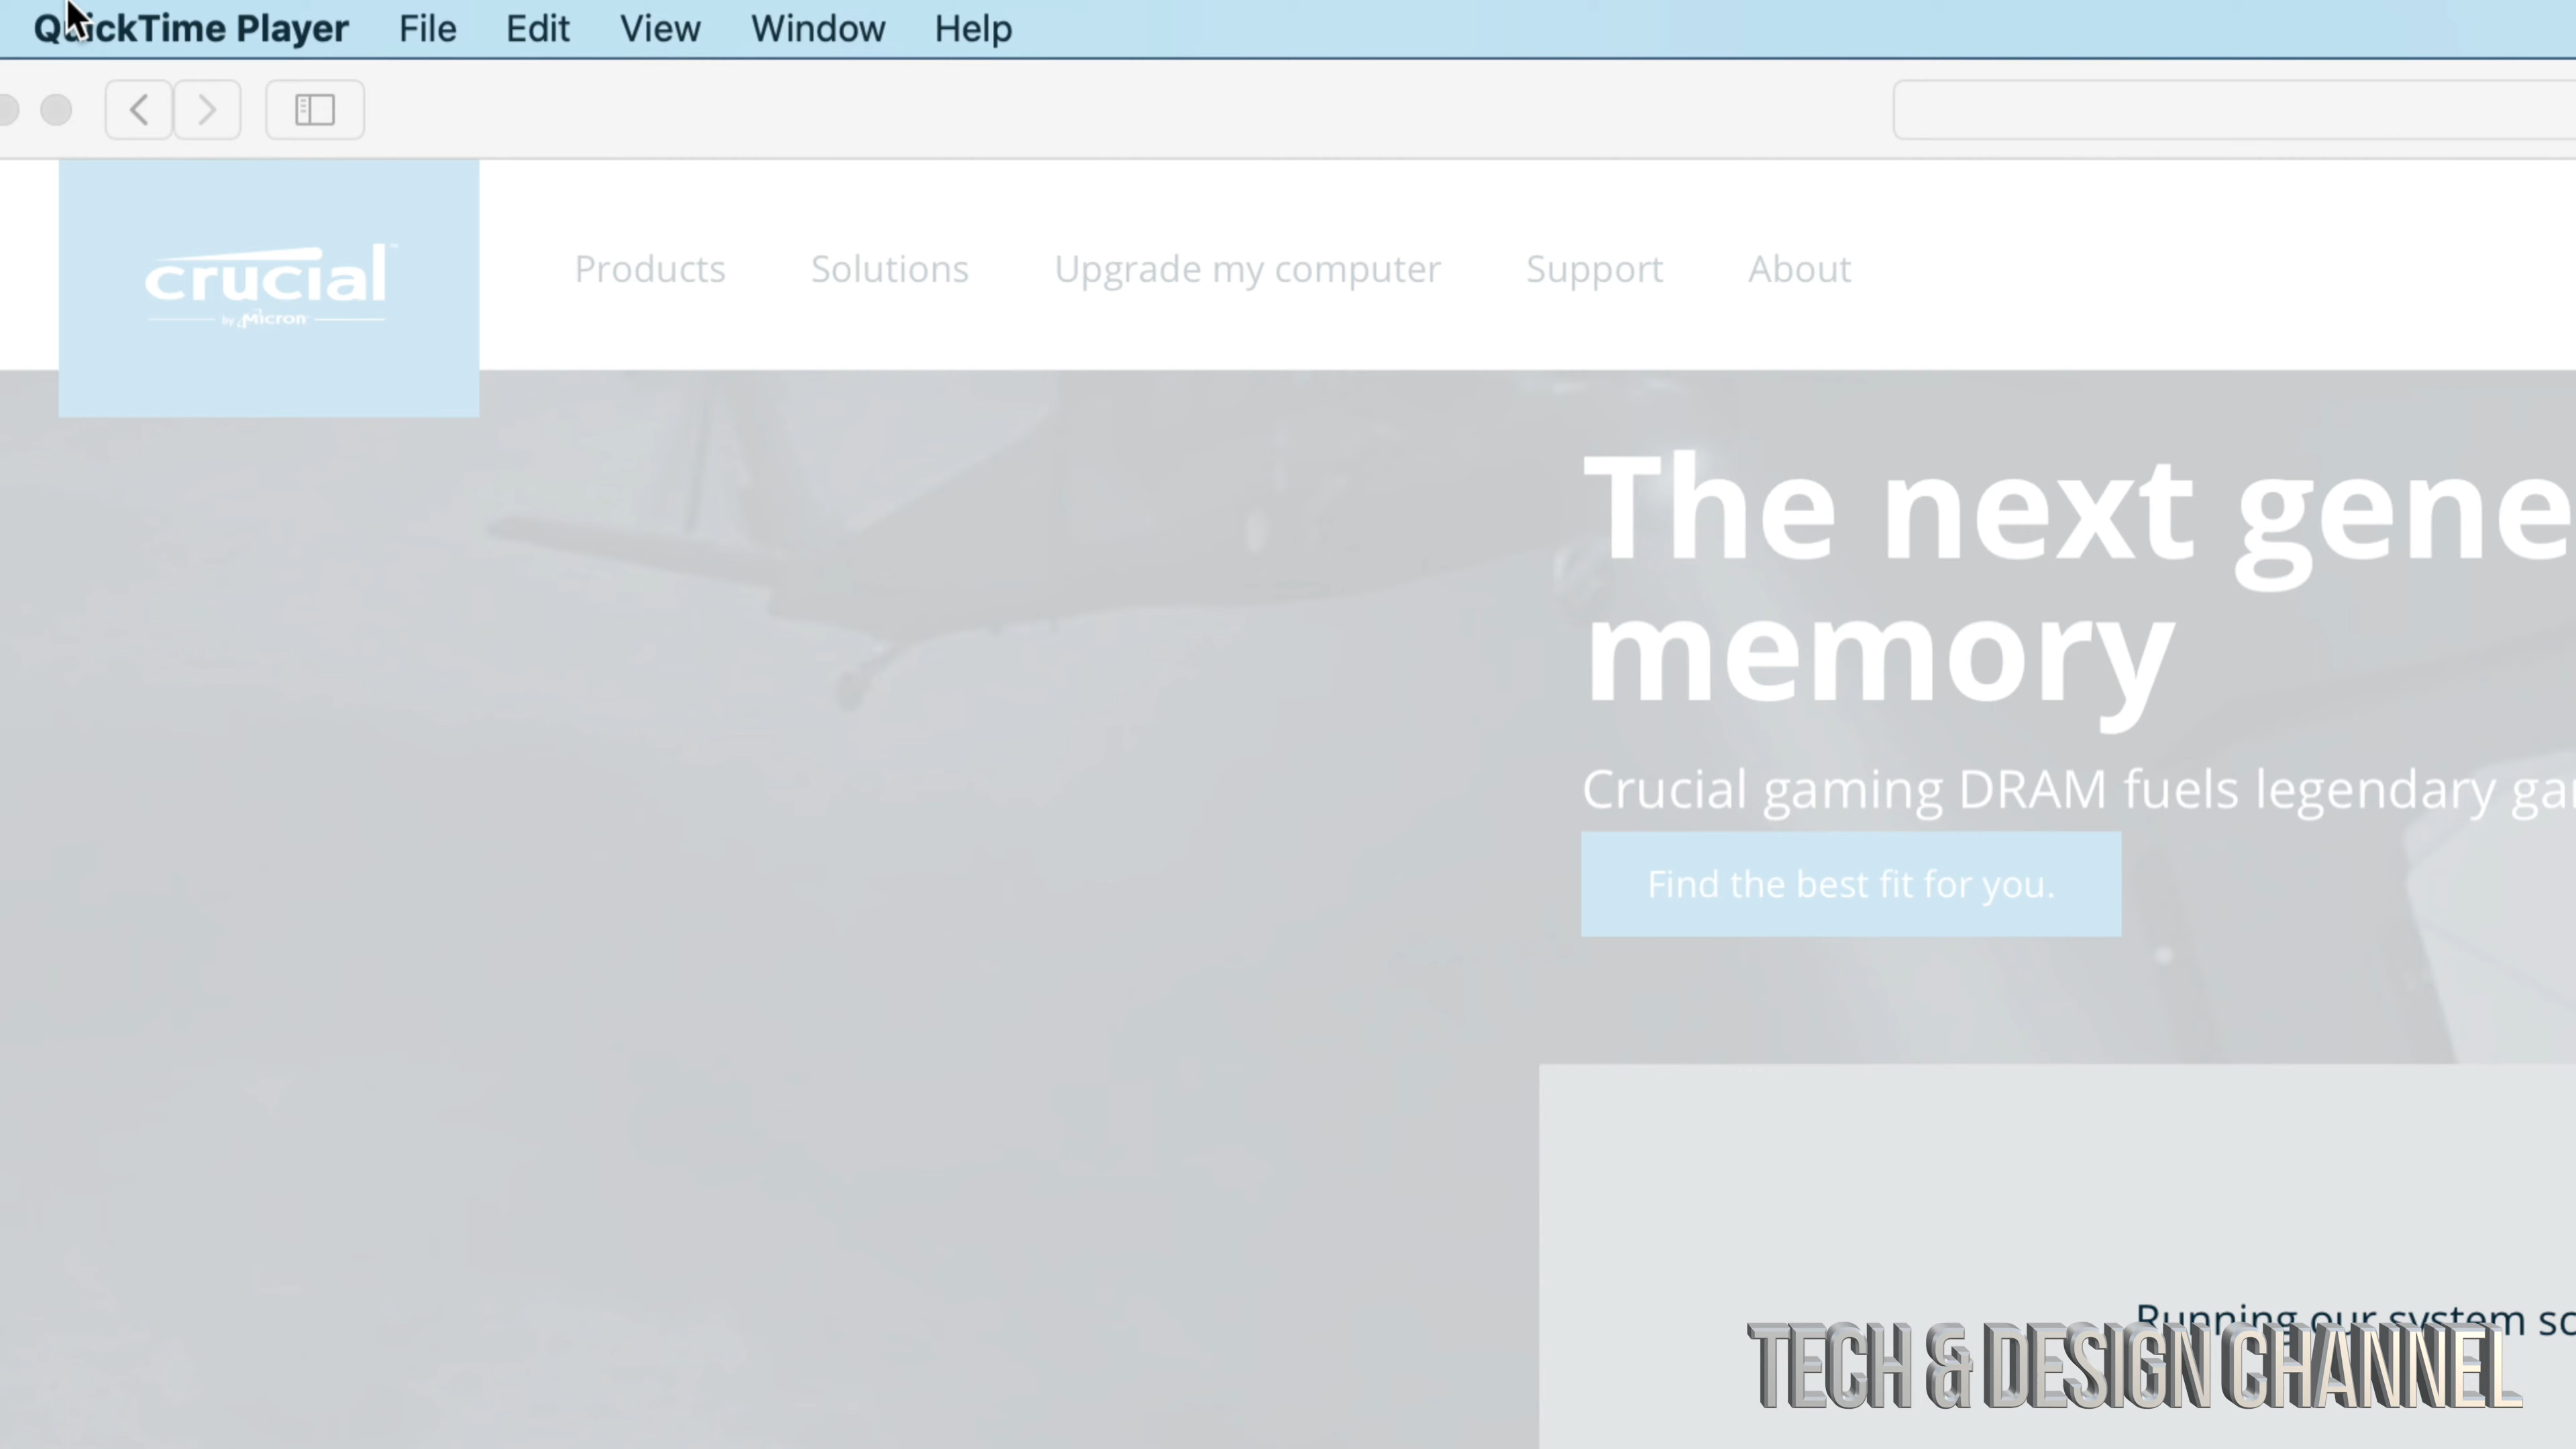 QuickTime Player File Edit View Window Help
crucial™
by Micron
Products Solutions Upgrade my computer Support About
The next gene
memory
Crucial gaming DRAM fuels legendary ga
Find the best fit for you.
Running our system sc
TECH & DESIGN CHANNEL